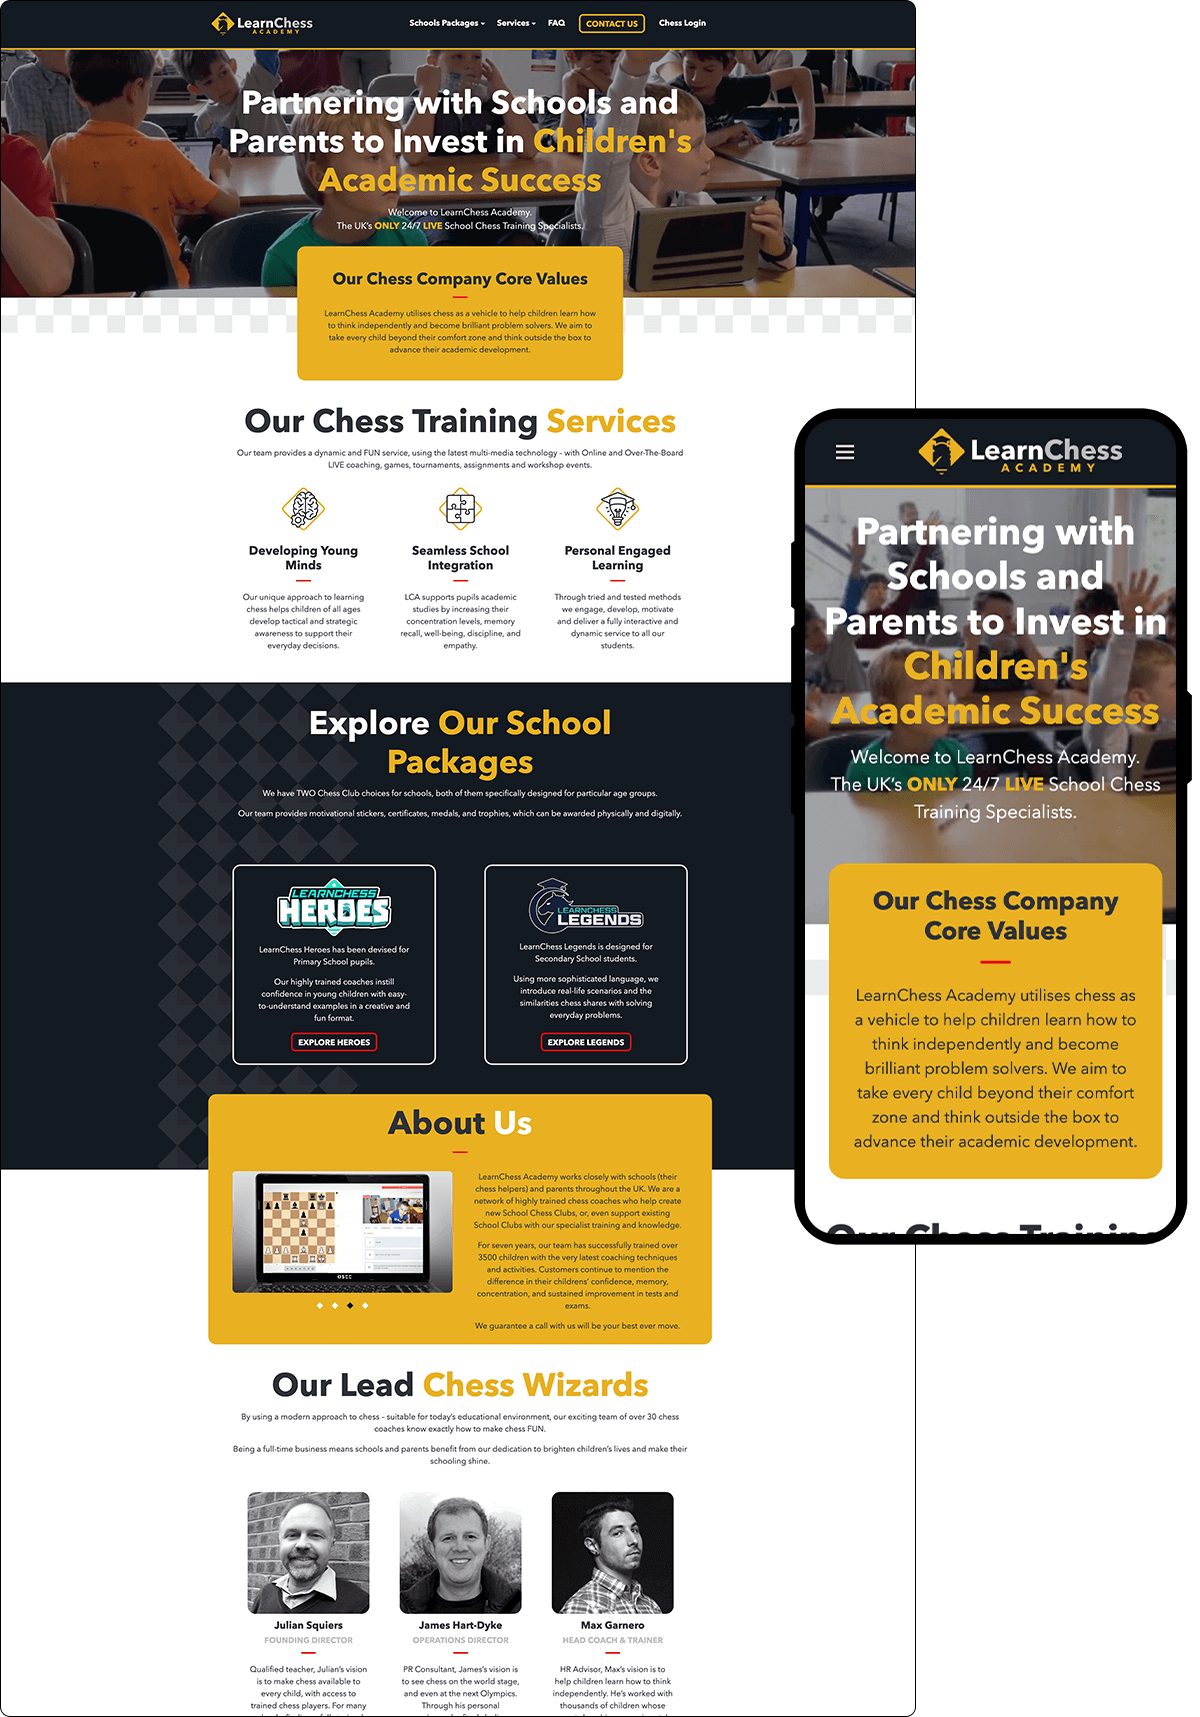 LearnChess
ACADEMY
Schools Packages
Services
FAQ
CONTACT US
Chess Login
Partnering with Schools and
Parents to Invest in Children's
Academic Success
Welcome to LearnChess Academy.
The UK's ONLY 24/7 LIVE School Chess Training Specialists.
Our Chess Company Core Values
LearnChess Academy utilises chess as a vehicle to help children learn how
to think independently and become brilliant problem solvers. We aim to
take every child beyond their comfort zone and think outside the box to
advance their academic development.
Our Chess Training Services
Our team provides a dynamic and FUN service, using the latest multi-media technology – with Online and Over-The-Board
LIVE coaching, games, tournaments, assignments and workshop events.
Developing Young
Minds
Our unique approach to learning
chess helps children of all ages
develop tactical and strategic
awareness to support their
everyday decisions.
Seamless School
Integration
LCA supports pupils academic
studies by increasing their
concentration levels, memory
recall, well-being, discipline, and
empathy.
Personal Engaged
Learning
Through tried and tested methods
we engage, develop, motivate
and deliver a fully interactive and
dynamic service to all our
students.
Explore Our School
Packages
We have TWO Chess Club choices for schools, both of them specifically designed for particular age groups.
Our team provides motivational stickers, certificates, medals, and trophies, which can be awarded physically and digitally.
LEARNCHESS
HEROES
LearnChess Heroes has been devised for
Primary School pupils.
Our highly trained coaches instill
confidence in young children with easy-
to-understand examples in a creative and
fun format.
EXPLORE HEROES
LEARNCHESS
LEGENDS
LearnChess Legends is designed for
Secondary School students.
Using more sophisticated language, we
introduce real-life scenarios and the
similarities chess shares with solving
everyday problems.
EXPLORE LEGENDS
About Us
LearnChess Academy works closely with schools (their
chess helpers) and parents throughout the UK. We are a
network of highly trained chess coaches who help create
new School Chess Clubs, or, even support existing
School Clubs with our specialist training and knowledge.
For seven years, our team has successfully trained over
3500 children with the very latest coaching techniques
and activities. Customers continue to mention the
difference in their childrens' confidence, memory,
concentration, and sustained improvement in tests and
exams.
We guarantee a call with us will be your best ever move.
Our Lead Chess Wizards
By using a modern approach to chess – suitable for today's educational environment, our exciting team of over 30 chess
coaches know exactly how to make chess FUN.
Being a full-time business means schools and parents benefit from our dedication to brighten children's lives and make their
schooling shine.
Julian Squiers
FOUNDING DIRECTOR
Qualified teacher, Julian's vision
is to make chess available to
every child, with access to
trained chess players. For many
James Hart-Dyke
OPERATIONS DIRECTOR
PR Consultant, James's vision is
to see chess on the world stage,
and even at the next Olympics.
Through his personal
Max Garnero
HEAD COACH & TRAINER
HR Advisor, Max's vision is to
help children learn how to think
independently. He's worked with
thousands of children whose
LearnChess
ACADEMY
Partnering with
Schools and
Parents to Invest in
Children's
Academic Success
Welcome to LearnChess Academy.
The UK's ONLY 24/7 LIVE School Chess
Training Specialists.
Our Chess Company
Core Values
LearnChess Academy utilises chess as
a vehicle to help children learn how to
think independently and become
brilliant problem solvers. We aim to
take every child beyond their comfort
zone and think outside the box to
advance their academic development.
Our Chess Training